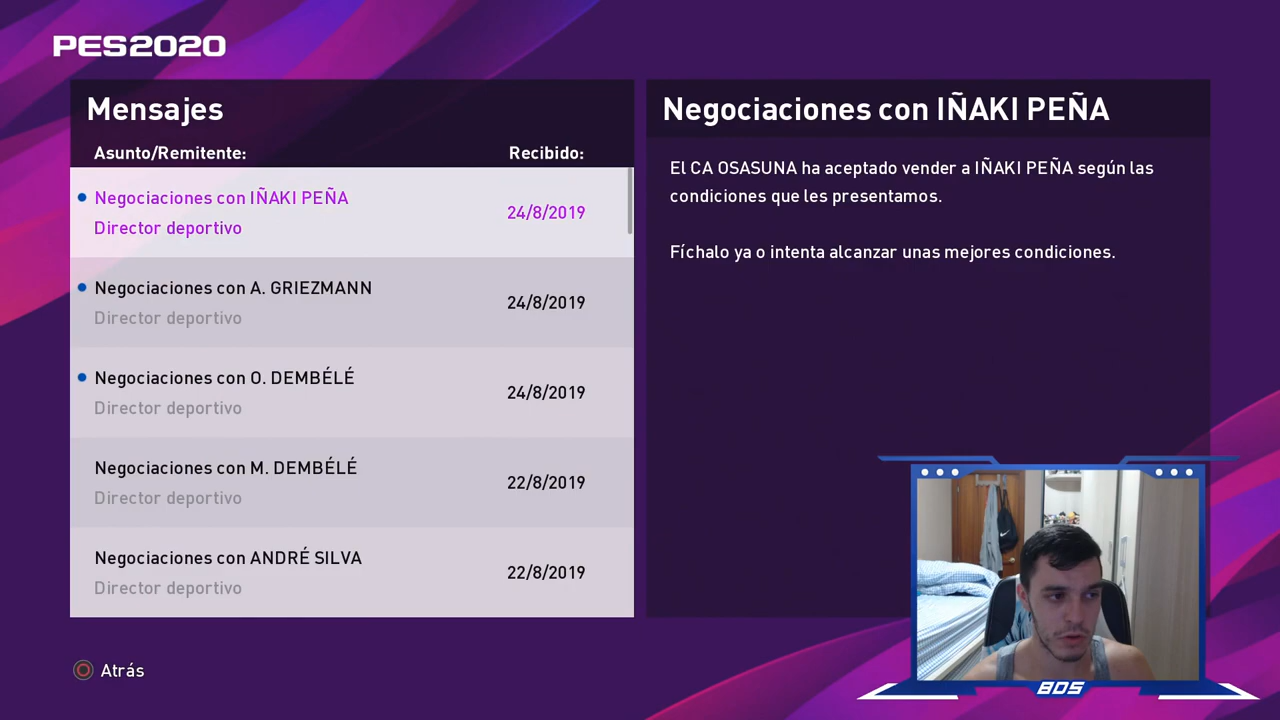 PES2020
Mensajes
Asunto/Remitente: Recibido:
Negociaciones con IÑAKI PEÑA
Director deportivo
24/8/2019
Negociaciones con A. GRIEZMANN
Director deportivo
24/8/2019
Negociaciones con O. DEMBÉLÉ
Director deportivo
24/8/2019
Negociaciones con M. DEMBÉLÉ
Director deportivo
22/8/2019
Negociaciones con ANDRÉ SILVA
Director deportivo
22/8/2019
Negociaciones con IÑAKI PEÑA
El CA OSASUNA ha aceptado vender a IÑAKI PEÑA según las
condiciones que les presentamos.
Fíchalo ya o intenta alcanzar unas mejores condiciones.
Atrás
BDS